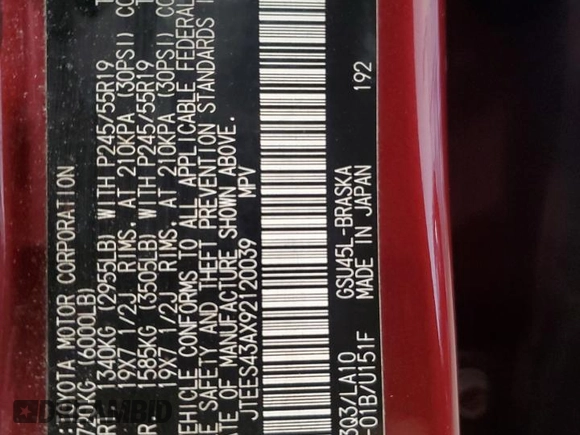 :TOYOTA MOTOR CORPORATION
720KG (6000LB)
1340KG (2955LB) WITH P245/55R19
19X7 1/2J RIMS. AT 210KPA (30PSI) CO
1585KG (3505LB) WITH P245/55R19
19X7 1/2J RIMS. AT 210KPA (30PSI) CO
VEHICLE CONFORMS TO ALL APPLICABLE FEDERAL
SAFETY AND THEFT PREVENTION STANDARDS I
DATE OF MANUFACTURE SHOWN ABOVE.
JTEES43AX92120039 MPV
GSU45L-BRASKA 192
3Q3/LA10
01B/U151F MADE IN JAPAN
DREAMBID